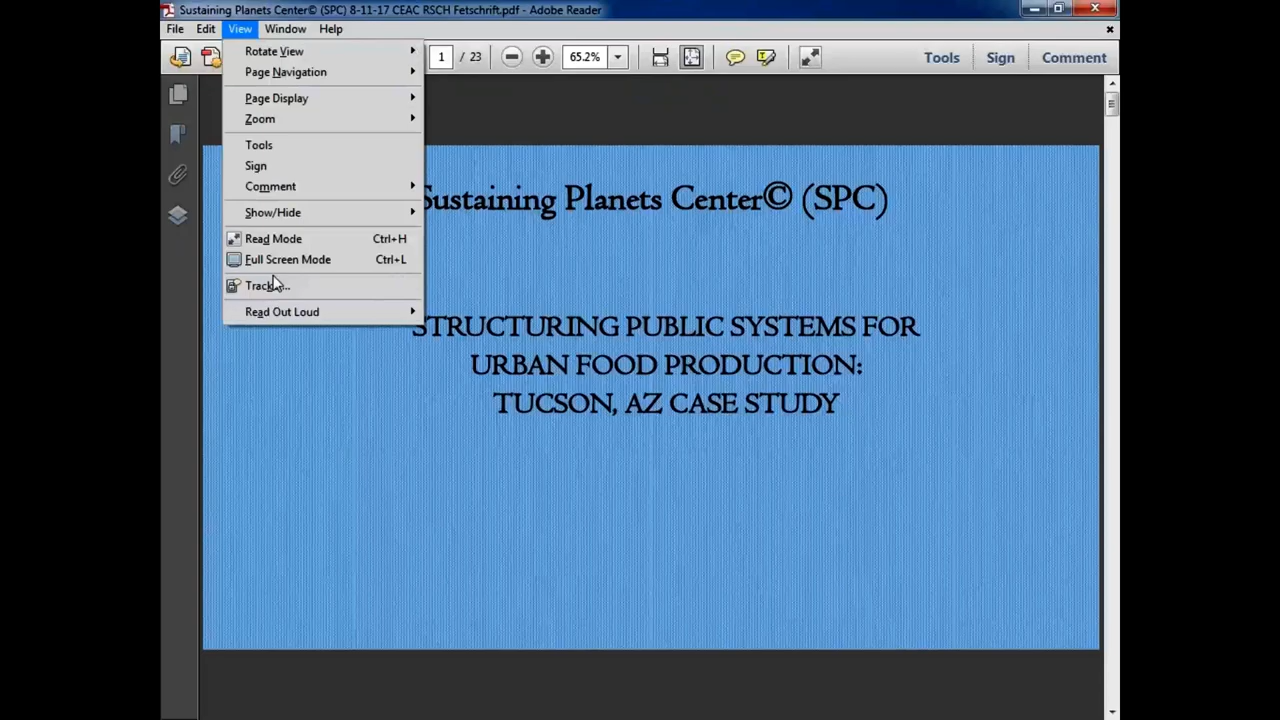 Sustaining Planets Center© (SPC) 8-11-17 CEAC RSCH Fetschrift.pdf - Adobe Reader
File Edit View Window Help
1 / 23 65.2% Tools Sign Comment
Rotate View
Page Navigation
Page Display
Zoom
Tools
Sign
Comment
Show/Hide
Read Mode Ctrl+H
Full Screen Mode Ctrl+L
Read Out Loud
Sustaining Planets Center© (SPC)
STRUCTURING PUBLIC SYSTEMS FOR
URBAN FOOD PRODUCTION:
TUCSON, AZ CASE STUDY